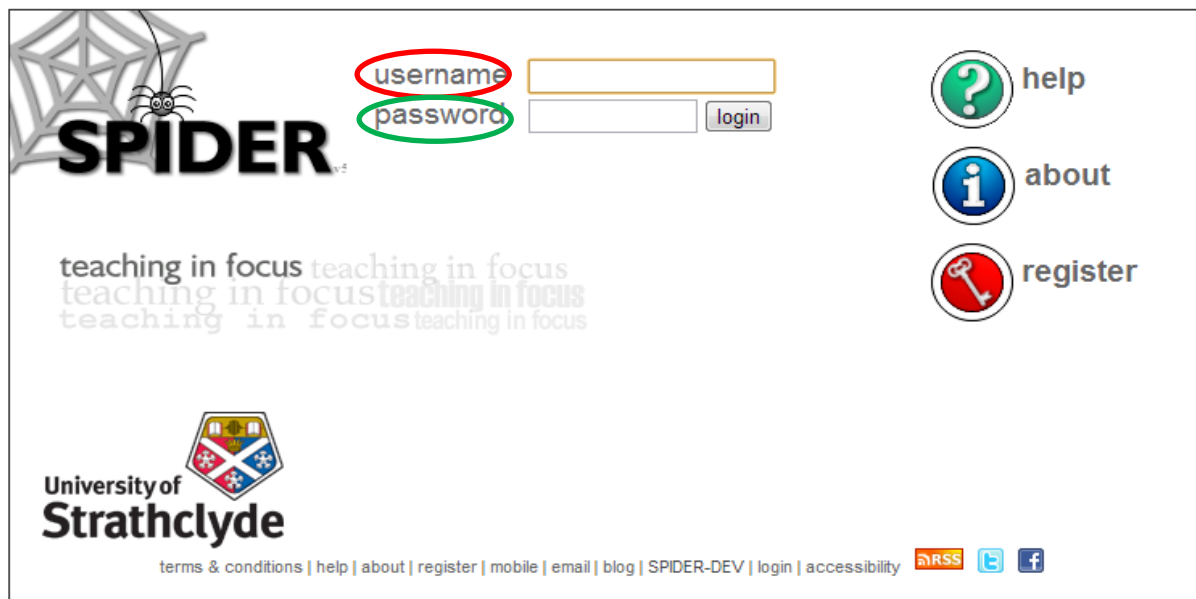 username
password
login
SPIDER v5
help
about
register
teaching in focus teaching in focus
teaching in focus teaching in focus
teaching in focus teaching in focus
University of
Strathclyde
terms & conditions | help | about | register | mobile | email | blog | SPIDER-DEV | login | accessibility RSS